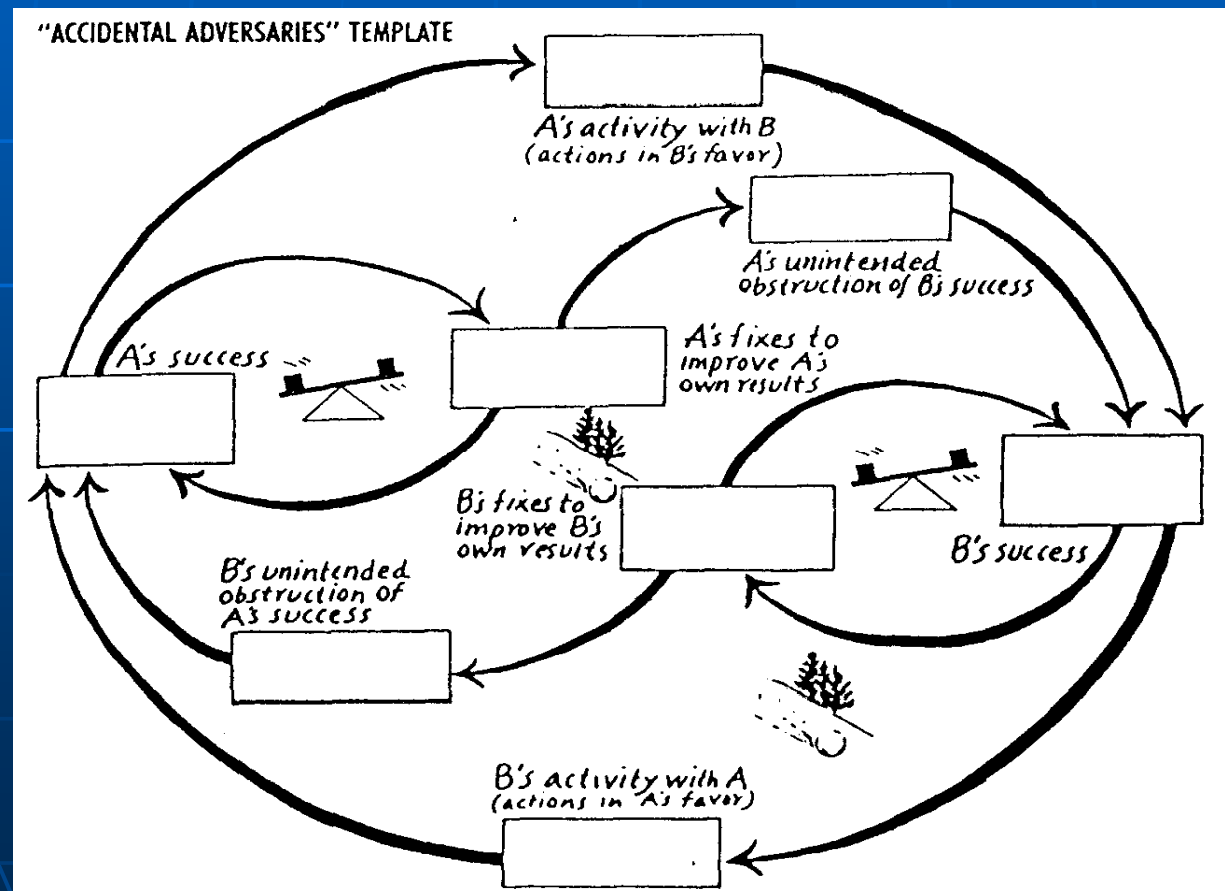 "ACCIDENTAL ADVERSARIES" TEMPLATE
A's activity with B
(actions in B's favor)
A's unintended
obstruction of B's success
A's success
A's fixes to
improve A's
own results
B's fixes to
improve B's
own results
B's success
B's unintended
obstruction of
A's success
B's activity with A
(actions in A's favor)